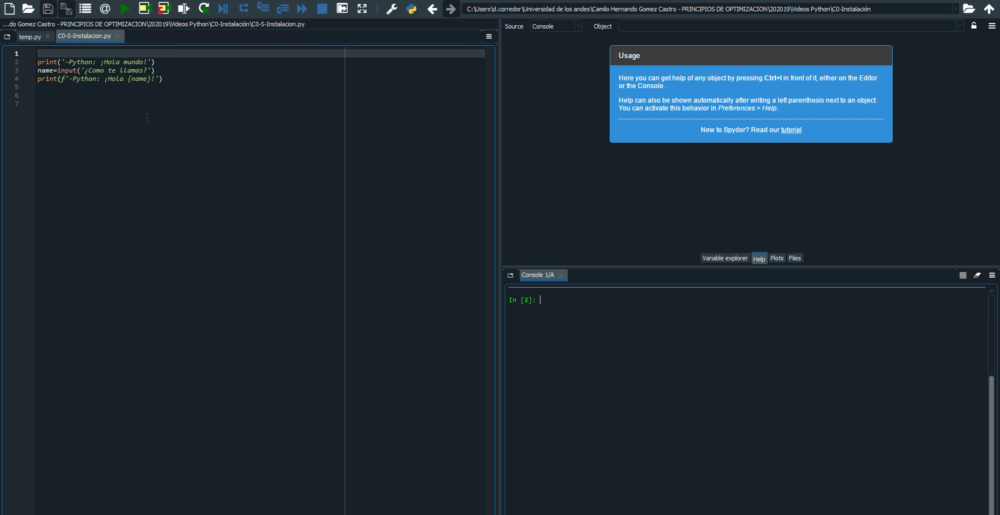 C:\Users\d.corredor\Universidad de los andes\Camilo Hernando Gomez Castro - PRINCIPIOS DE OPTIMIZACION\202019\Videos Python\C0-Instalación
...do Gomez Castro - PRINCIPIOS DE OPTIMIZACION\202019\Videos Python\C0-Instalación\C0-S-Instalacion.py
temp.py
C0-S-Instalacion.py
1
2 print('-Python: ¡Hola mundo!')
3 name=input('¿Como te llamas?')
4 print(f'-Python: ¡Hola {name}!')
5
6
7
Source Console Object
Usage
Here you can get help of any object by pressing Ctrl+I in front of it, either on the Editor
or the Console.
Help can also be shown automatically after writing a left parenthesis next to an object.
You can activate this behavior in Preferences > Help.
New to Spyder? Read our tutorial
Variable explorer Help Plots Files
Console 1/A
In [2]: